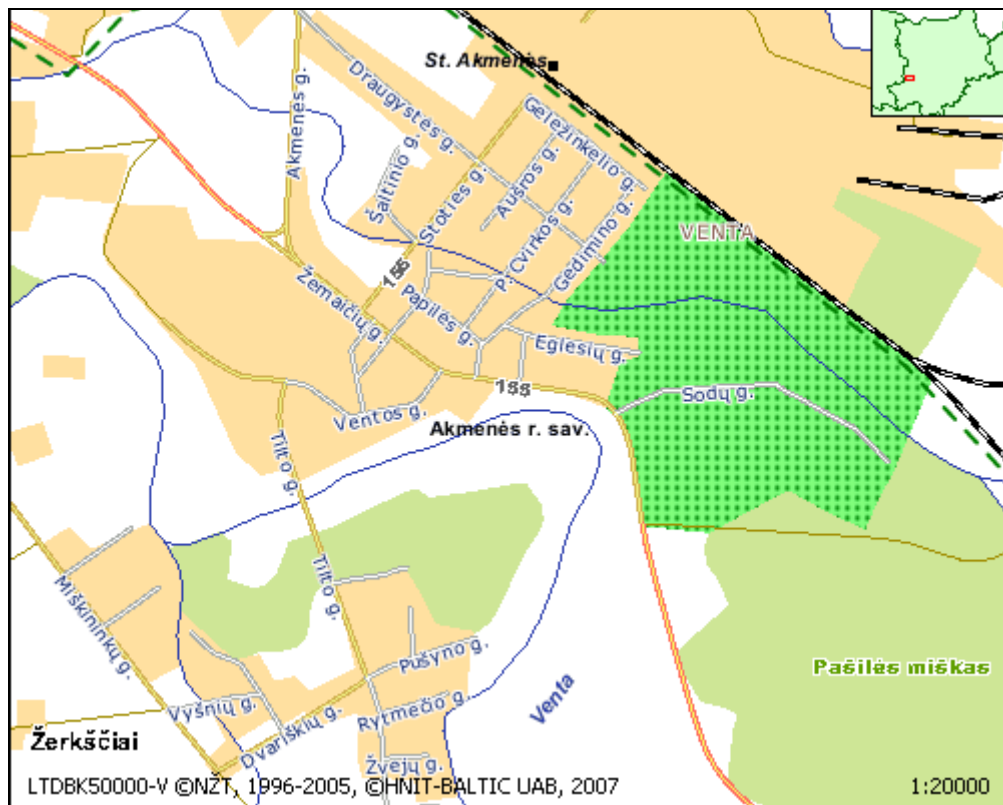 St. Akmenės
Draugystės g.
Geležinkelio g.
Akmenės g.
Aušros g.
Šaltinio g.
Stoties g.
P. Cvirkos g.
Gedimino g.
VENTA
155
Žemaičių g.
Papilės g.
Eglesių g.
155
Sodų g.
Ventos g.
Akmenės r. sav.
Tilto g.
Tilto g.
Miškininkų g.
Pušyno g.
Pašilės miškas
Vyšnių g.
Rytmečio g.
Venta
Dvariškių g.
Žerkščiai
Žvejų g.
LTDBK50000-V ©NŽT, 1996-2005, ©HNIT-BALTIC UAB, 2007
1:20000